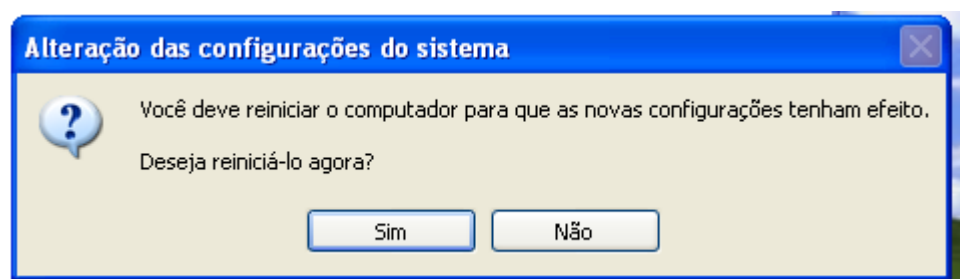 Alteração das configurações do sistema
Você deve reiniciar o computador para que as novas configurações tenham efeito.
Deseja reiniciá-lo agora?
Sim
Não